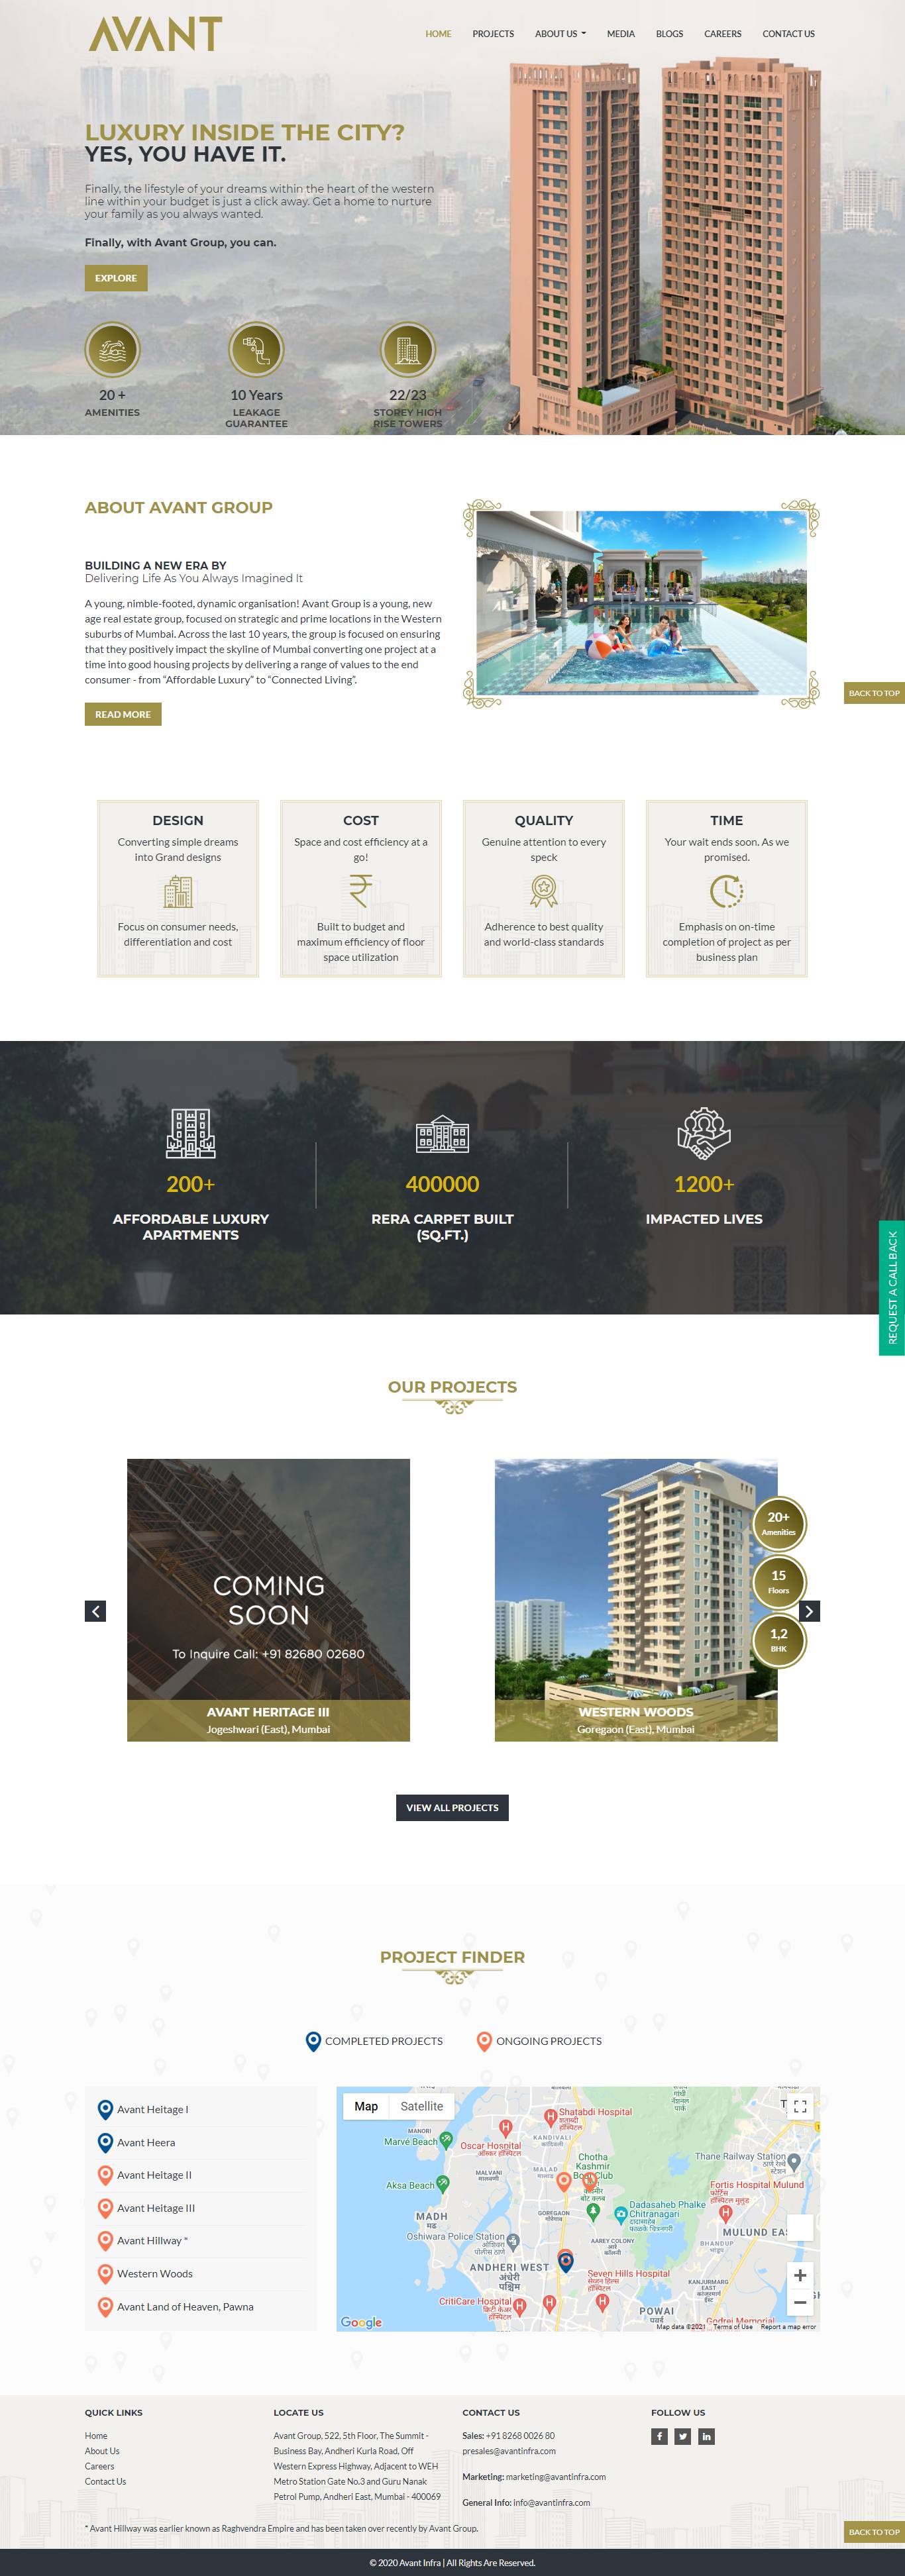 AVANT
HOME PROJECTS ABOUT US MEDIA BLOGS CAREERS CONTACT US
LUXURY INSIDE THE CITY?
YES, YOU HAVE IT.
Finally, the lifestyle of your dreams within the heart of the western
line within your budget is just a click away. Get a home to nurture
your family as you always wanted.
Finally, with Avant Group, you can.
EXPLORE
20 +
AMENITIES
10 Years
LEAKAGE
GUARANTEE
22/23
STOREY HIGH
RISE TOWERS
ABOUT AVANT GROUP
BUILDING A NEW ERA BY
Delivering Life As You Always Imagined It
A young, nimble-footed, dynamic organisation! Avant Group is a young, new
age real estate group, focused on strategic and prime locations in the Western
suburbs of Mumbai. Across the last 10 years, the group is focused on ensuring
that they positively impact the skyline of Mumbai converting one project at a
time into good housing projects by delivering a range of values to the end
consumer - from “Affordable Luxury” to “Connected Living”.
READ MORE
BACK TO TOP
DESIGN
Converting simple dreams
into Grand designs
Focus on consumer needs,
differentiation and cost
COST
Space and cost efficiency at a
go!
Built to budget and
maximum efficiency of floor
space utilization
QUALITY
Genuine attention to every
speck
Adherence to best quality
and world-class standards
TIME
Your wait ends soon. As we
promised.
Emphasis on on-time
completion of project as per
business plan
200+
AFFORDABLE LUXURY
APARTMENTS
400000
RERA CARPET BUILT
(SQ.FT.)
1200+
IMPACTED LIVES
REQUEST A CALL BACK
OUR PROJECTS
COMING
SOON
To Inquire Call: +91 82680 02680
AVANT HERITAGE III
Jogeshwari (East), Mumbai
20+
Amenities
15
Floors
1,2
BHK
WESTERN WOODS
Goregaon (East), Mumbai
VIEW ALL PROJECTS
PROJECT FINDER
COMPLETED PROJECTS ONGOING PROJECTS
Avant Heitage I
Avant Heera
Avant Heitage II
Avant Heitage III
Avant Hillway *
Western Woods
Avant Land of Heaven, Pawna
Map Satellite
Shatabdi Hospital
शताब्दी
हॉस्पिटल
MANORI
Marvé Beach
Oscar Hospital
ऑस्कर हॉस्पिटल
KANDIVALI
कांदिवली
Chotha
Kashmir
Boat Club
बोट क्लब
Thane Railway Station
MALVANI
MALAD
Aksa Beach
MADH
मढ
GOREGAON
गोरेगाव
Dadasaheb Phalke
Chitranagari
Fortis Hospital Mulund
MULUND EAST
BHANDUP
भांडुप
Oshiwara Police Station
AAREY COLONY
ANDHERI WEST
अंधेरी
पश्चिम
Seven Hills Hospital
CritiCare Hospital
POWAI
पवई
KANJURMARG
EAST
Godrej Memorial
Google
Map data ©2021 Terms of Use Report a map error
QUICK LINKS
Home
About Us
Careers
Contact Us
LOCATE US
Avant Group, 522, 5th Floor, The Summit -
Business Bay, Andheri Kurla Road, Off
Western Express Highway, Adjacent to WEH
Metro Station Gate No.3 and Guru Nanak
Petrol Pump, Andheri East, Mumbai - 400069
CONTACT US
Sales: +91 8268 0026 80
presales@avantinfra.com
Marketing: marketing@avantinfra.com
General Info: info@avantinfra.com
FOLLOW US
* Avant Hillway was earlier known as Raghvendra Empire and has been taken over recently by Avant Group.
BACK TO TOP
© 2020 Avant Infra | All Rights Are Reserved.